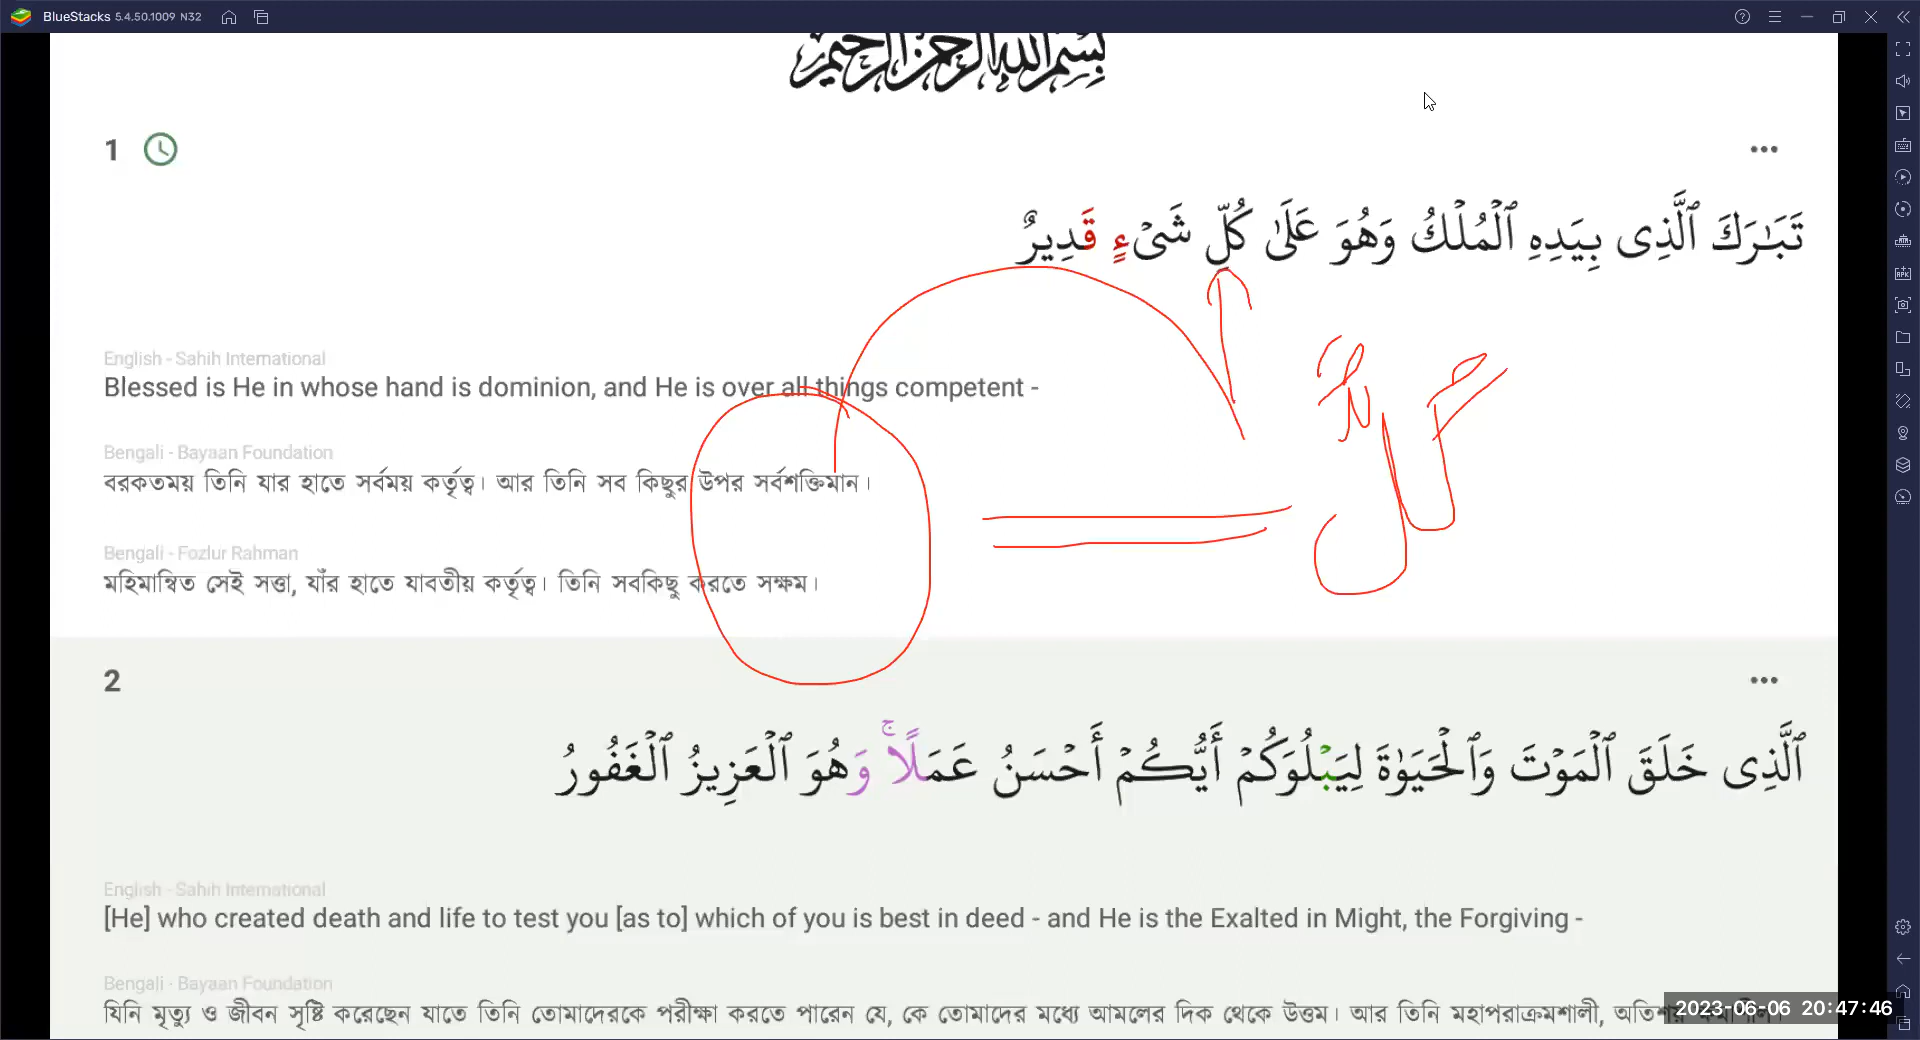 BlueStacks 5.4.50.1009 N32
بسم الله الرحمن الرحيم
1
تَبَـٰرَكَ ٱلَّذِى بِيَدِهِ ٱلْمُلْكُ وَهُوَ عَلَىٰ كُلِّ شَىْءٍ قَدِيرٌ
English - Sahih International
Blessed is He in whose hand is dominion, and He is over all things competent -
Bengali - Bayaan Foundation
বরকতময় তিনি যার হাতে সর্বময় কর্তৃত্ব। আর তিনি সব কিছুর উপর সর্বশক্তিমান।
Bengali - Fozlur Rahman
মহিমান্বিত সেই সত্তা, যাঁর হাতে যাবতীয় কর্তৃত্ব। তিনি সবকিছু করতে সক্ষম।
2
ٱلَّذِى خَلَقَ ٱلْمَوْتَ وَٱلْحَيَوٰةَ لِيَبْلُوَكُمْ أَيُّكُمْ أَحْسَنُ عَمَلًا ۚ وَهُوَ ٱلْعَزِيزُ ٱلْغَفُورُ
English - Sahih International
[He] who created death and life to test you [as to] which of you is best in deed - and He is the Exalted in Might, the Forgiving -
Bengali - Bayaan Foundation
যিনি মৃত্যু ও জীবন সৃষ্টি করেছেন যাতে তিনি তোমাদেরকে পরীক্ষা করতে পারেন যে, কে তোমাদের মধ্যে আমলের দিক থেকে উত্তম। আর তিনি মহাপরাক্রমশালী,
2023-06-06 20:47:46